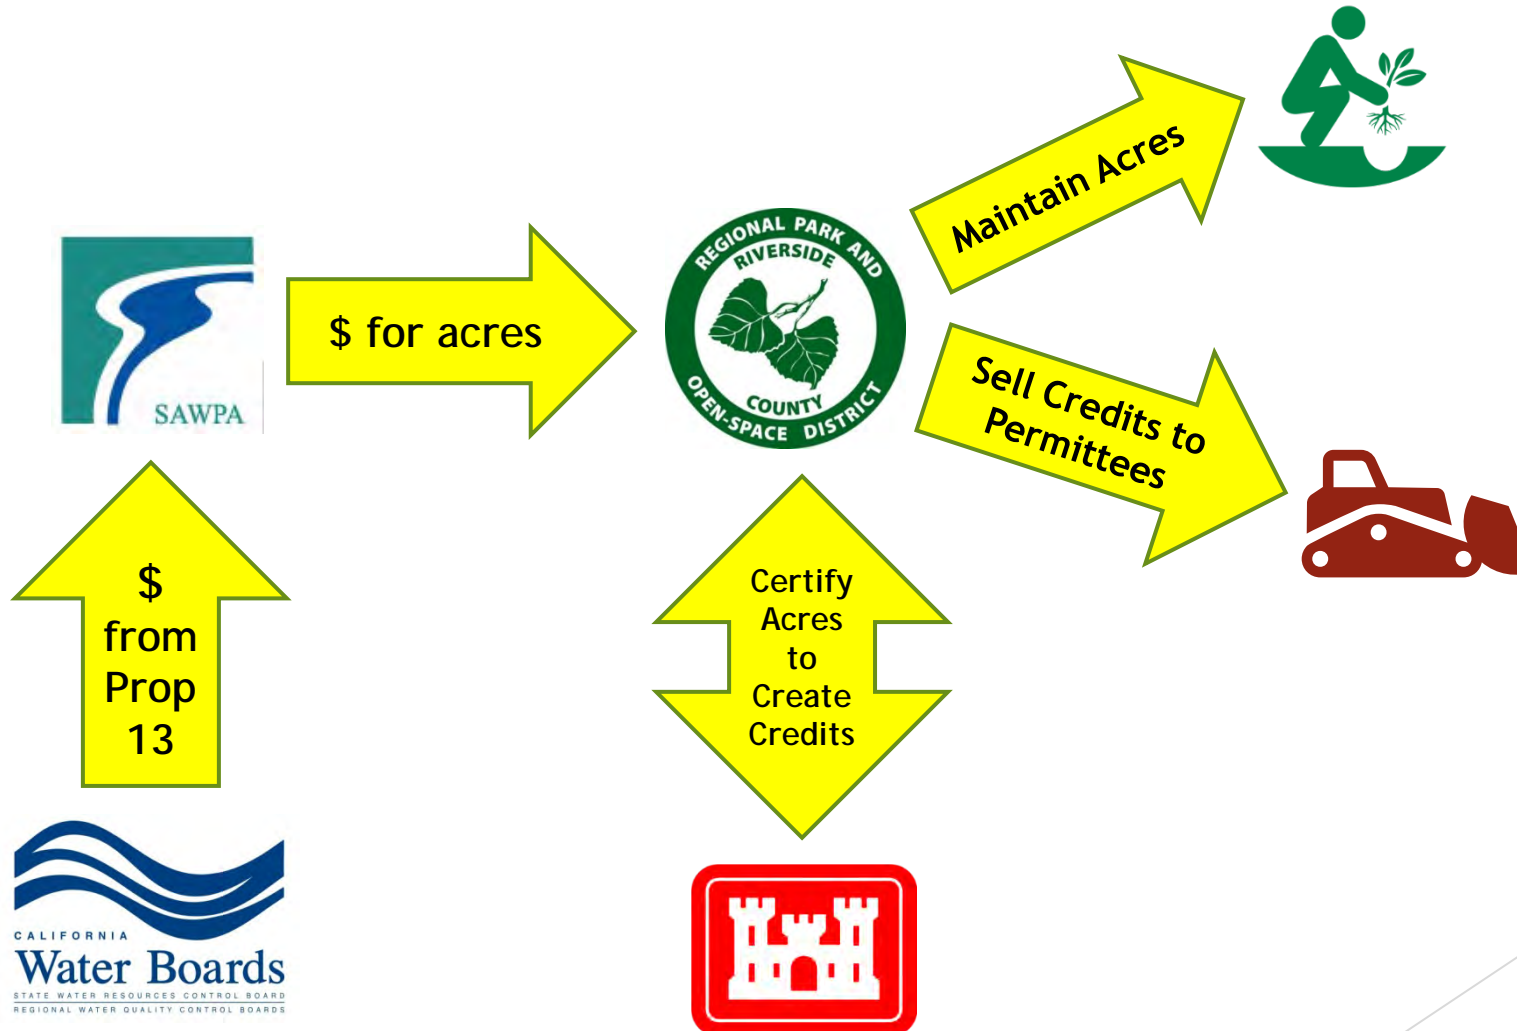 Maintain Acres
REGIONAL PARK AND
RIVERSIDE
COUNTY
OPEN-SPACE DISTRICT
$ for acres
SAWPA
Sell Credits to
Permittees
$
from
Prop
13
Certify
Acres
to
Create
Credits
CALIFORNIA
Water Boards
STATE WATER RESOURCES CONTROL BOARD
REGIONAL WATER QUALITY CONTROL BOARDS